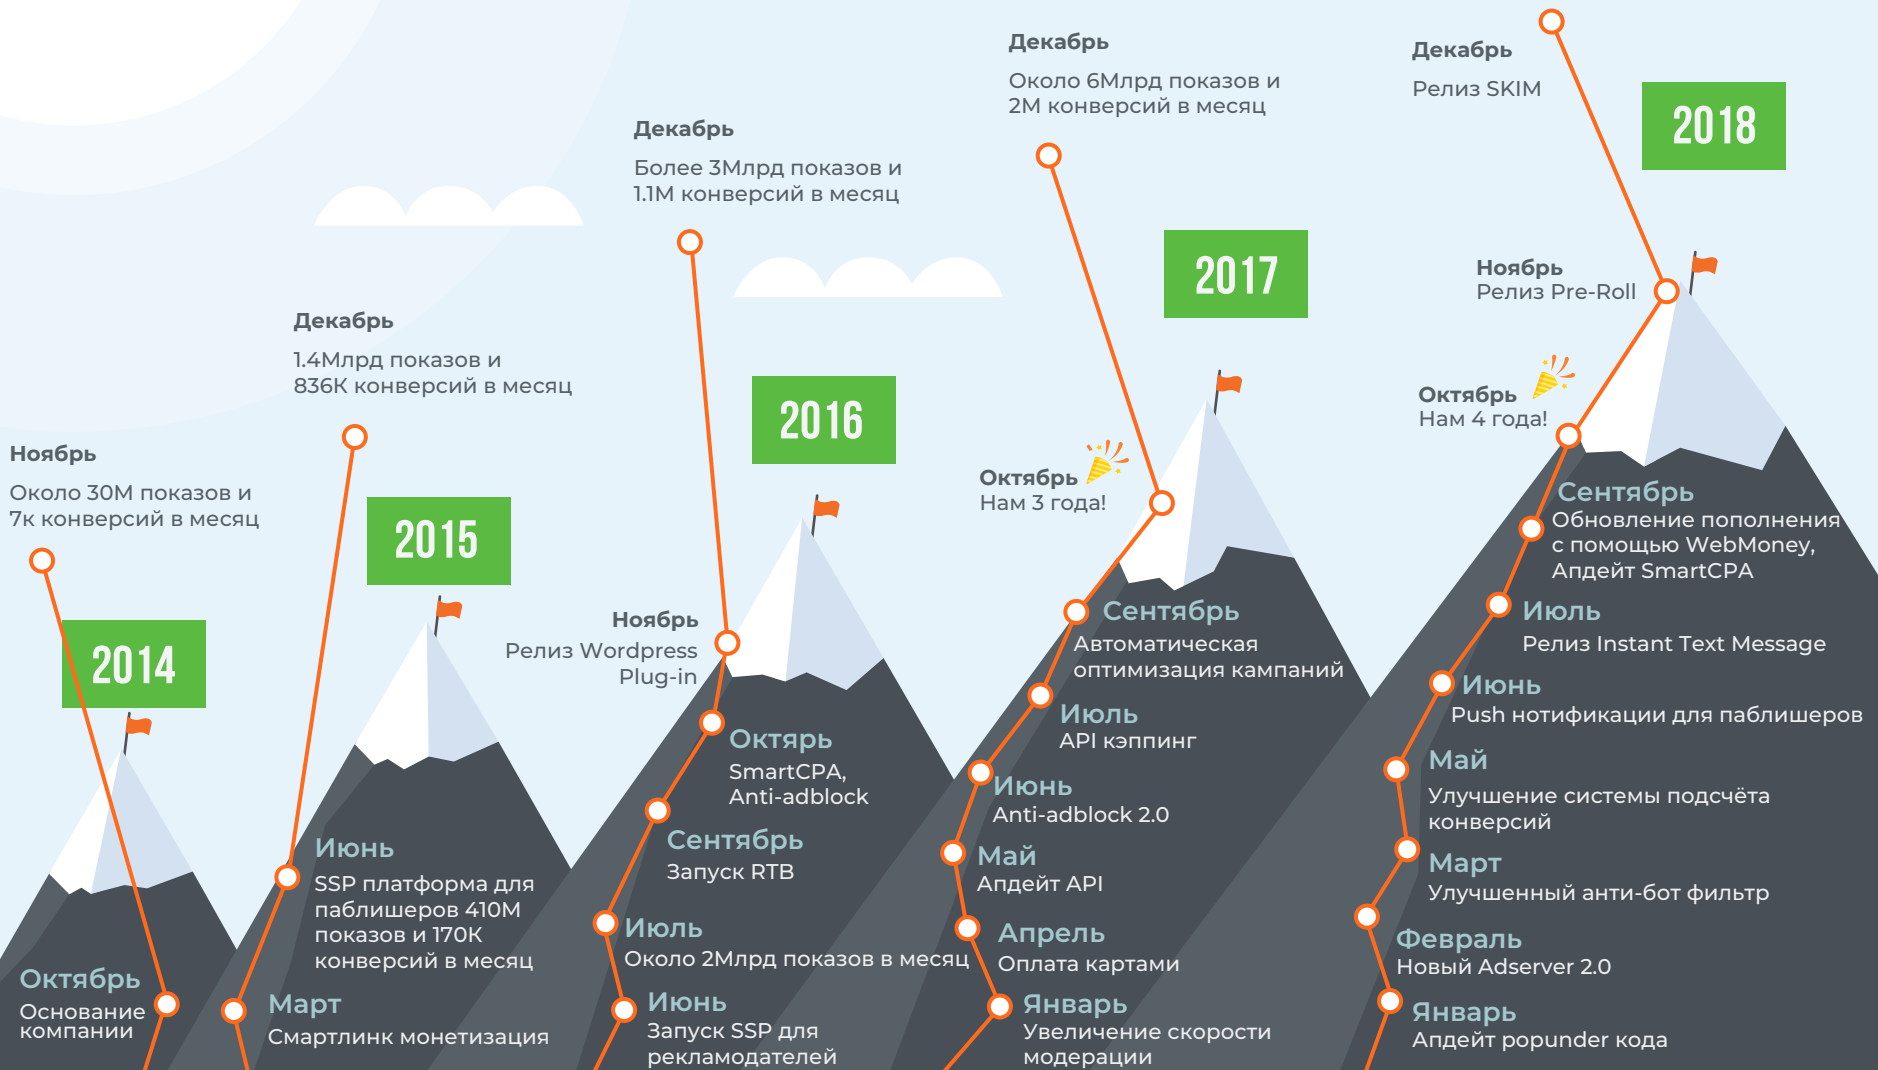 2014
Ноябрь
Около 30М показов и
7к конверсий в месяц
Октябрь
Основание
компании
2015
Декабрь
1.4Млрд показов и
836К конверсий в месяц
Июнь
SSP платформа для
паблишеров 410М
показов и 170К
конверсий в месяц
Март
Смартлинк монетизация
2016
Декабрь
Более 3Млрд показов и
1.1М конверсий в месяц
Ноябрь
Релиз Wordpress
Plug-in
Октярь
SmartCPA,
Anti-adblock
Сентябрь
Запуск RTB
Июль
Около 2Млрд показов в месяц
Июнь
Запуск SSP для
рекламодателей
2017
Декабрь
Около 6Млрд показов и
2М конверсий в месяц
Октябрь
Нам 3 года!
Сентябрь
Автоматическая
оптимизация кампаний
Июль
API кэппинг
Июнь
Anti-adblock 2.0
Май
Апдейт API
Апрель
Оплата картами
Январь
Увеличение скорости
модерации
2018
Декабрь
Релиз SKIM
Ноябрь
Релиз Pre-Roll
Октябрь
Нам 4 года!
Сентябрь
Обновление пополнения
с помощью WebMoney,
Апдейт SmartCPA
Июль
Релиз Instant Text Message
Июнь
Push нотификации для паблишеров
Май
Улучшение системы подсчёта
конверсий
Март
Улучшенный анти-бот фильтр
Февраль
Новый Adserver 2.0
Январь
Апдейт popunder кода